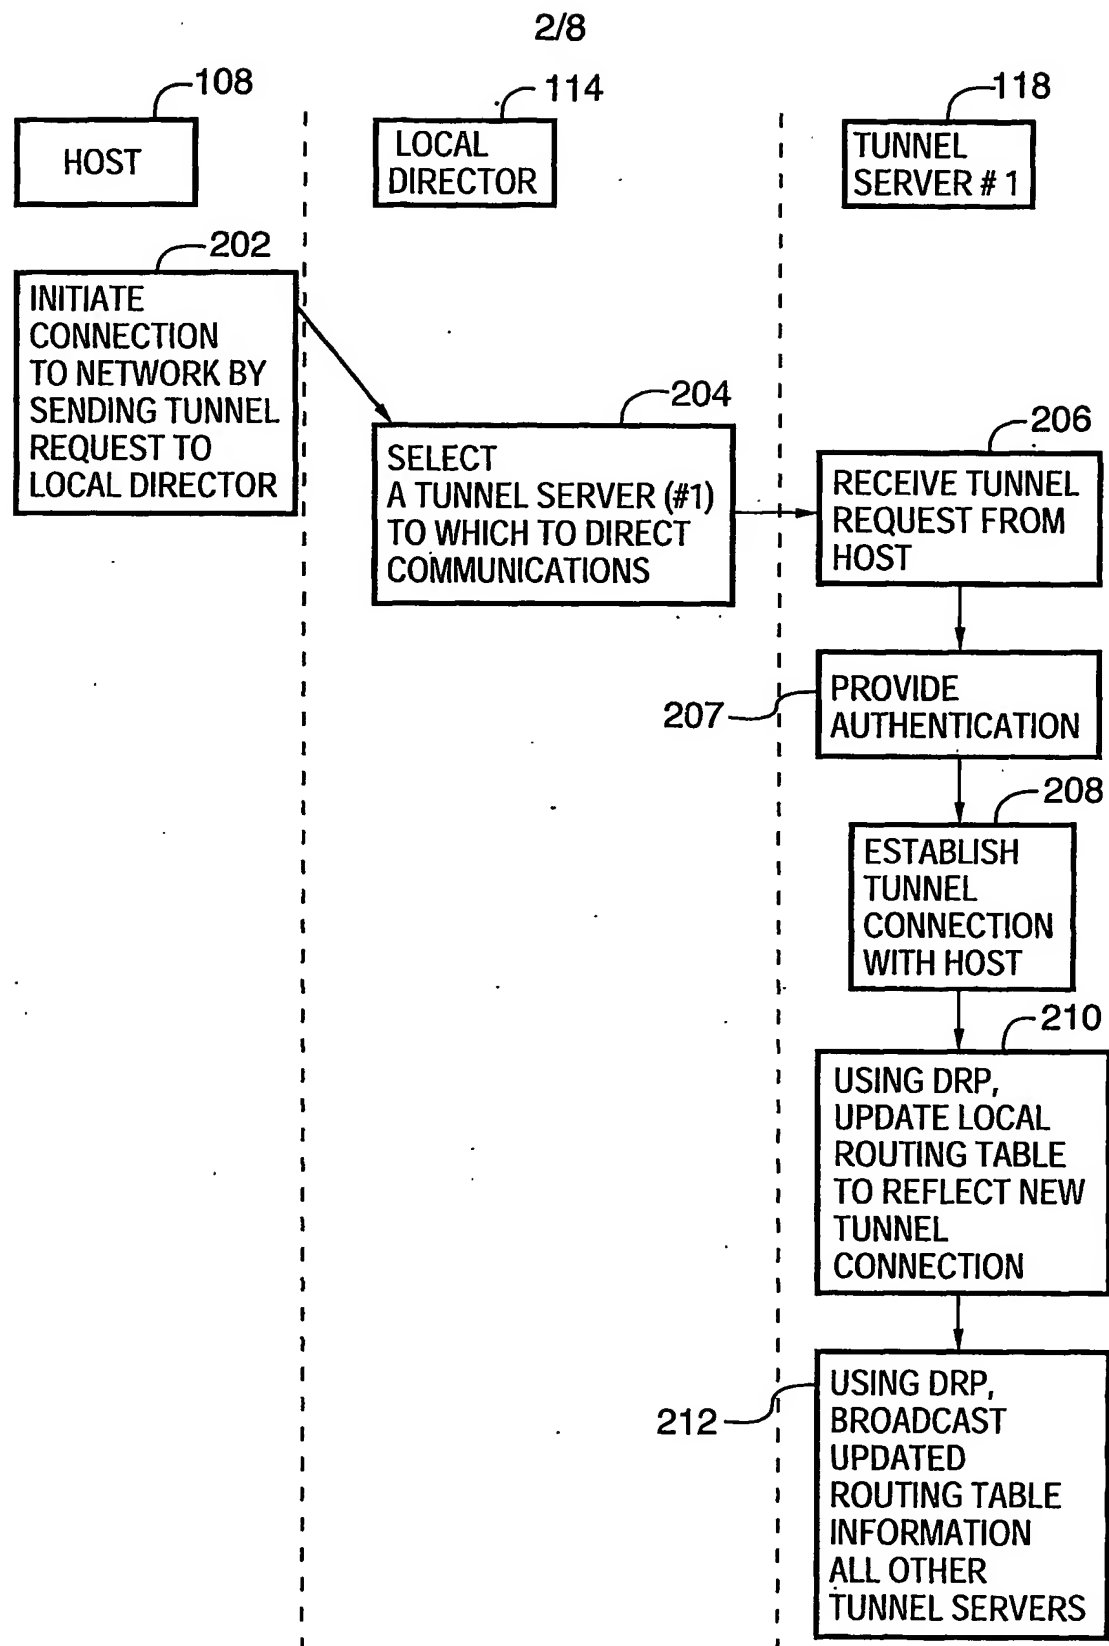 2/8
108
HOST
114
LOCAL
DIRECTOR
118
TUNNEL
SERVER # 1
202
INITIATE
CONNECTION
TO NETWORK BY
SENDING TUNNEL
REQUEST TO
LOCAL DIRECTOR
204
SELECT
A TUNNEL SERVER (#1)
TO WHICH TO DIRECT
COMMUNICATIONS
206
RECEIVE TUNNEL
REQUEST FROM
HOST
207
PROVIDE
AUTHENTICATION
208
ESTABLISH
TUNNEL
CONNECTION
WITH HOST
210
USING DRP,
UPDATE LOCAL
ROUTING TABLE
TO REFLECT NEW
TUNNEL
CONNECTION
212
USING DRP,
BROADCAST
UPDATED
ROUTING TABLE
INFORMATION
ALL OTHER
TUNNEL SERVERS